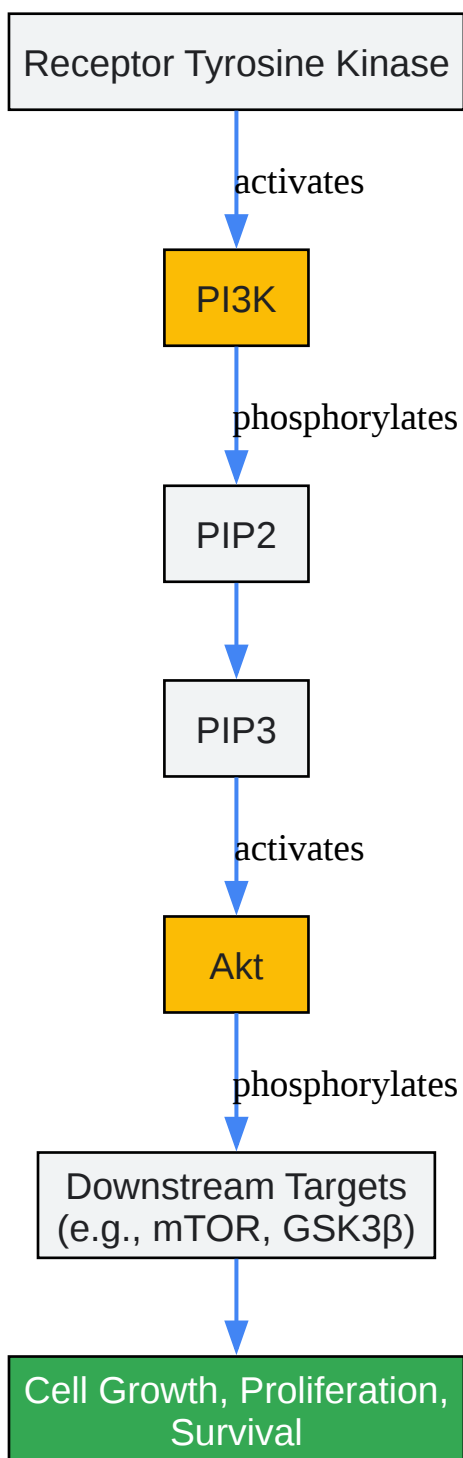 Receptor Tyrosine Kinase
activates
PI3K
phosphorylates
PIP2
PIP3
activates
Akt
phosphorylates
Downstream Targets
(e.g., mTOR, GSK3β)
Cell Growth, Proliferation,
Survival